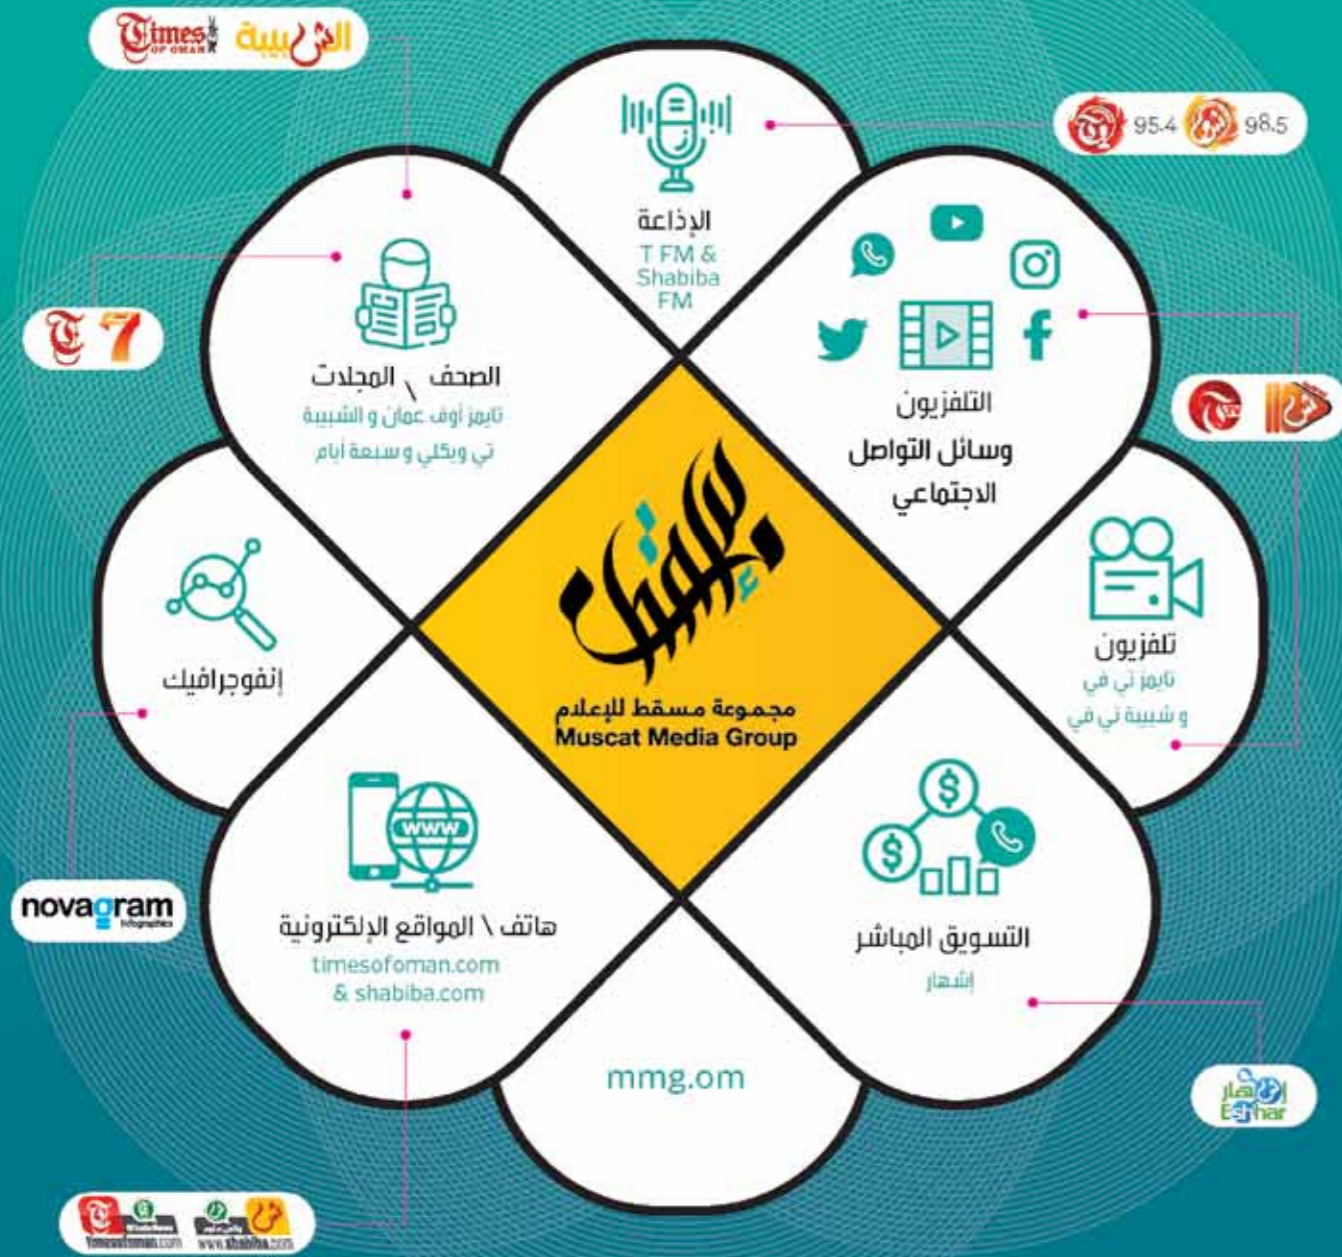 Times OF OMAN الشبيبة
95.4 98.5
الإذاعة
T FM &
Shabiba
FM
T 7
الصحف \ المجلات
تايمز أوف عمان و الشبيبة
تي ويكلي و سبعة أيام
التلفزيون
وسائل التواصل
الاجتماعي
إنفوجرافيك
مجموعة مسقط للإعلام
Muscat Media Group
تلفزيون
تايمز تي في
و شبيبة تي في
novagram
infographics
هاتف \ المواقع الإلكترونية
www
timesofoman.com
& shabiba.com
التسويق المباشر
إشهار
mmg.om
إشهار
Eshhar
timesofoman.com www.shabiba.com